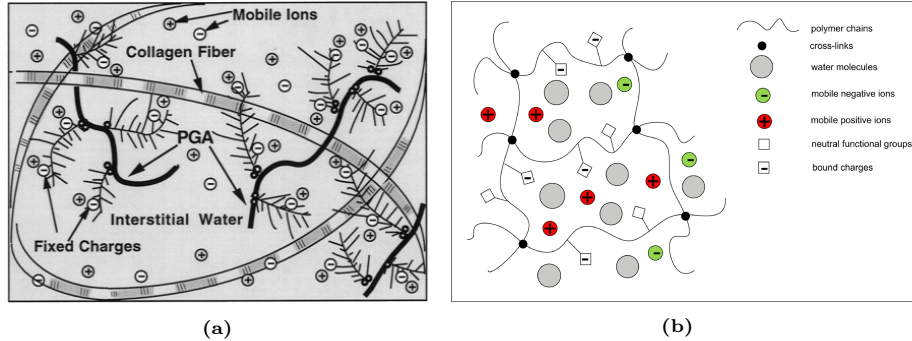 Mobile Ions
Collagen Fiber
PGA
Interstitial Water
Fixed Charges
(a)
polymer chains
cross-links
water molecules
mobile negative ions
mobile positive ions
neutral functional groups
bound charges
(b)